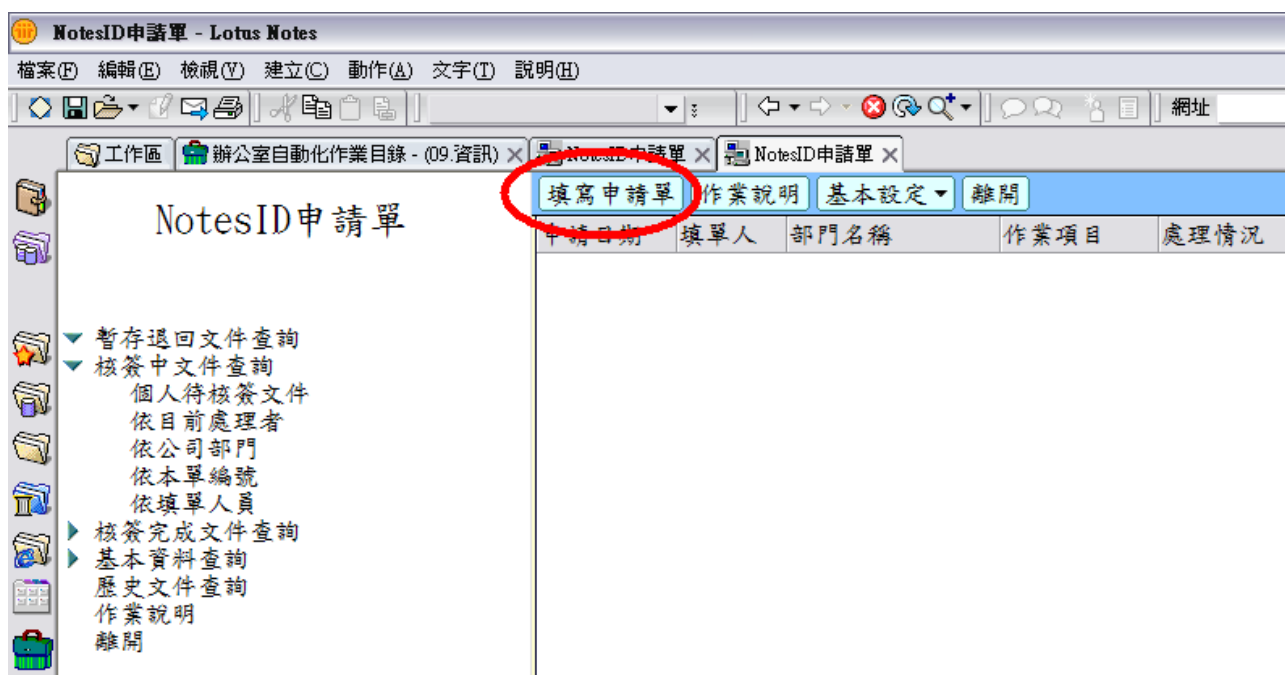 NotesID申請單 - Lotus Notes
檔案(F) 編輯(E) 檢視(V) 建立(C) 動作(A) 文字(T) 說明(H)
網址
工作區 辦公室自動化作業目錄 - (09.資訊) NotesID申請單 NotesID申請單
填寫申請單 作業說明 基本設定 離開
NotesID申請單
申請日期 填單人 部門名稱 作業項目 處理情況
暫存退回文件查詢
核簽中文件查詢
個人待核簽文件
依目前處理者
依公司部門
依本單編號
依填單人員
核簽完成文件查詢
基本資料查詢
歷史文件查詢
作業說明
離開